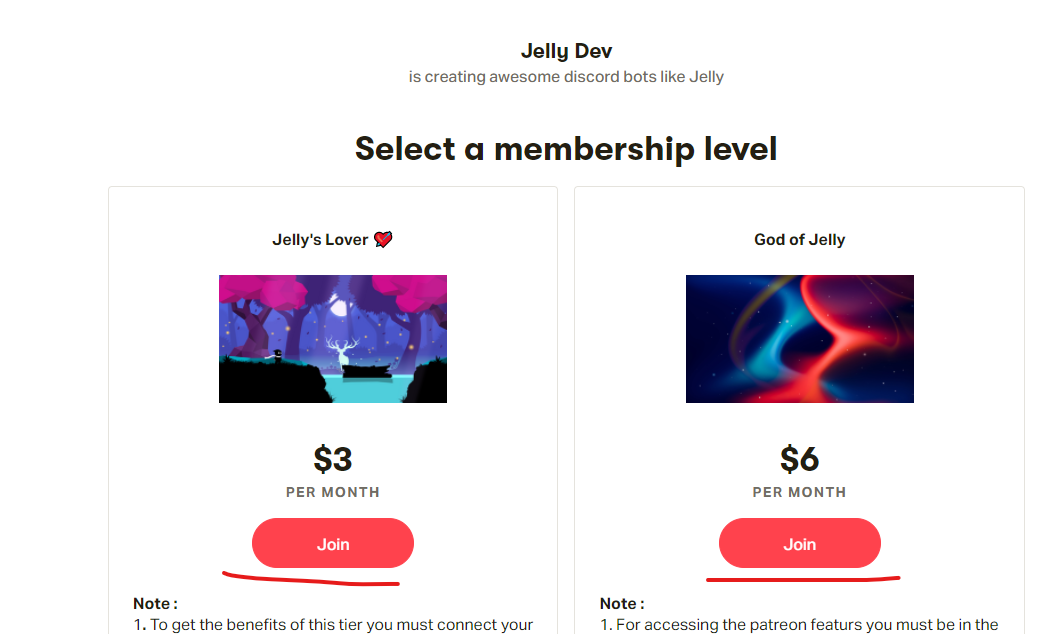 Jelly Dev
is creating awesome discord bots like Jelly
Select a membership level
Jelly's Lover 💘
$3
PER MONTH
Join
Note :
1. To get the benefits of this tier you must connect your
God of Jelly
$6
PER MONTH
Join
Note :
1. For accessing the patreon featurs you must be in the